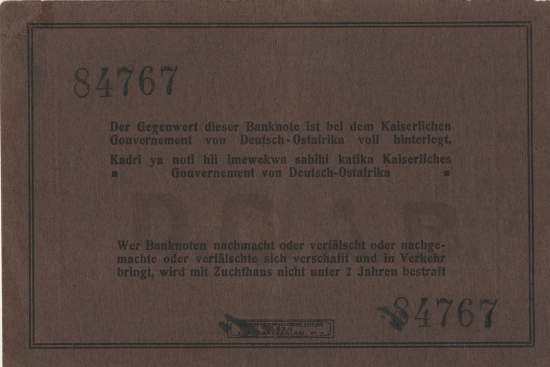 84767
Der Gegenwert dieser Banknote ist bei dem Kaiserlichen
Gouvernement von Deutsch-Ostafrika voll hinterlegt.
Kadri ya noti hii imewekwa sahihi katika Kaiserliches
Gouvernement von Deutsch-Ostafrika
Wer Banknoten nachmacht oder verfälscht oder nachge-
machte oder verfälschte sich verschafft und in Verkehr
bringt, wird mit Zuchthaus nicht unter 2 Jahren bestraft
84767